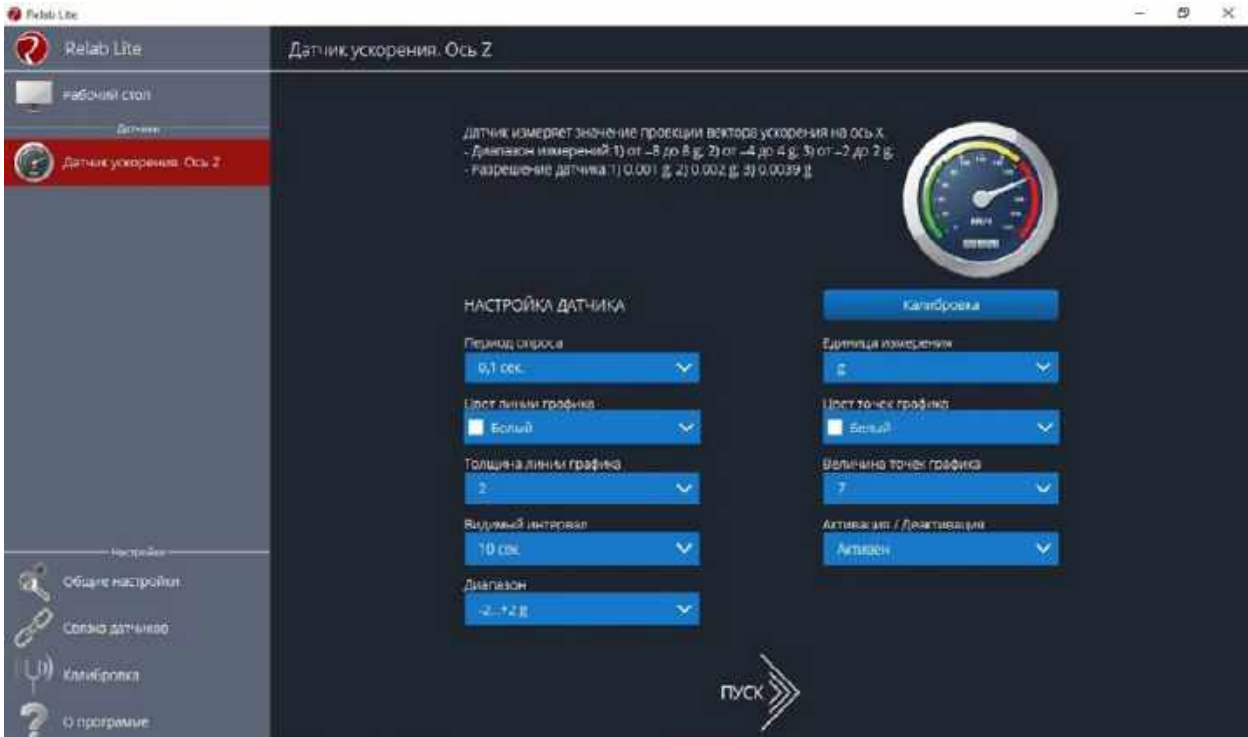 Relab Lite
Relab Lite
Рабочий стол
Датчики
Датчик ускорения. Ось Z
Настройки
Общие настройки
Связка датчиков
Калибровка
О программе
Датчик ускорения. Ось Z
Датчик измеряет значение проекции вектора ускорения на ось X.
- Диапазон измерений:1) от –8 до 8 g; 2) от –4 до 4 g; 3) от –2 до 2 g;
- Разрешение датчика:1) 0.001 g; 2) 0.002 g; 3) 0.0039 g
НАСТРОЙКА ДАТЧИКА
Калибровка
Период опроса
Единица измерения
0,1 сек.
g
Цвет линии графика
Цвет точек графика
Белый
Белый
Толщина линии графика
Величина точек графика
2
7
Видимый интервал
Активация / Деактивация
10 сек.
Активен
Диапазон
-2...+2 g
ПУСК